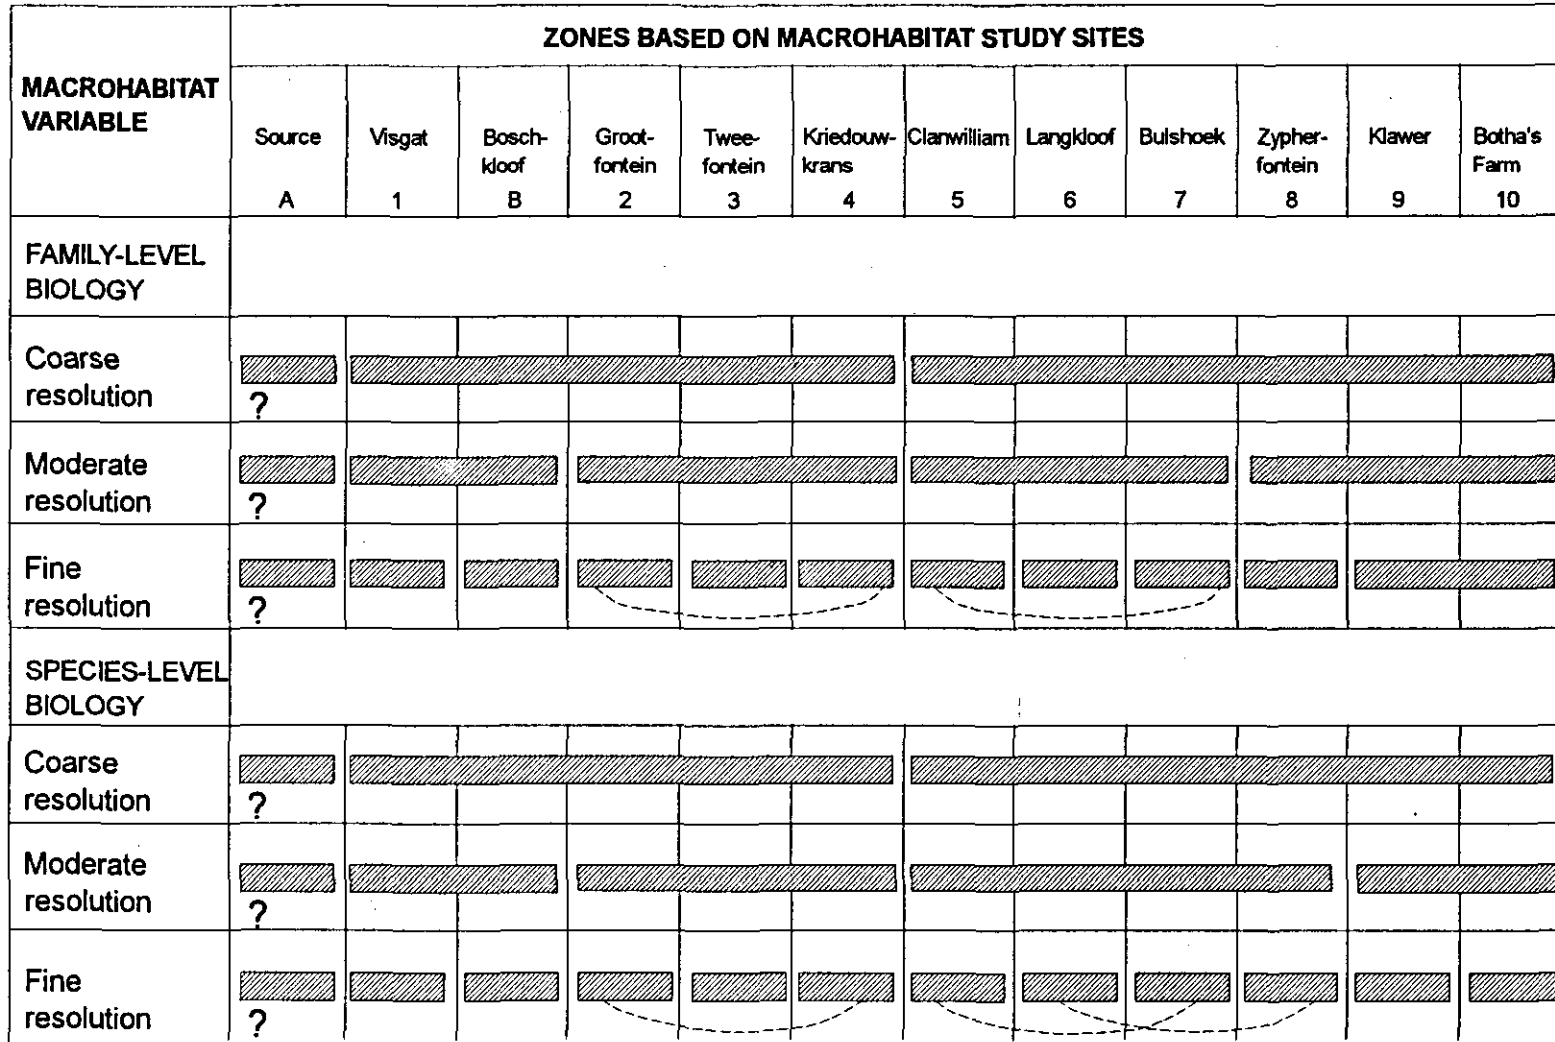 ZONES BASED ON MACROHABITAT STUDY SITES
MACROHABITAT
VARIABLE
Source
A
Visgat
1
Bosch-
kloof
B
Groot-
fontein
2
Twee-
fontein
3
Kriedouw-
krans
4
Clanwilliam
5
Langkloof
6
Bulshoek
7
Zypher-
fontein
8
Klawer
9
Botha's
Farm
10
FAMILY-LEVEL
BIOLOGY
Coarse
resolution
?
Moderate
resolution
?
Fine
resolution
?
SPECIES-LEVEL
BIOLOGY
Coarse
resolution
?
Moderate
resolution
?
Fine
resolution
?